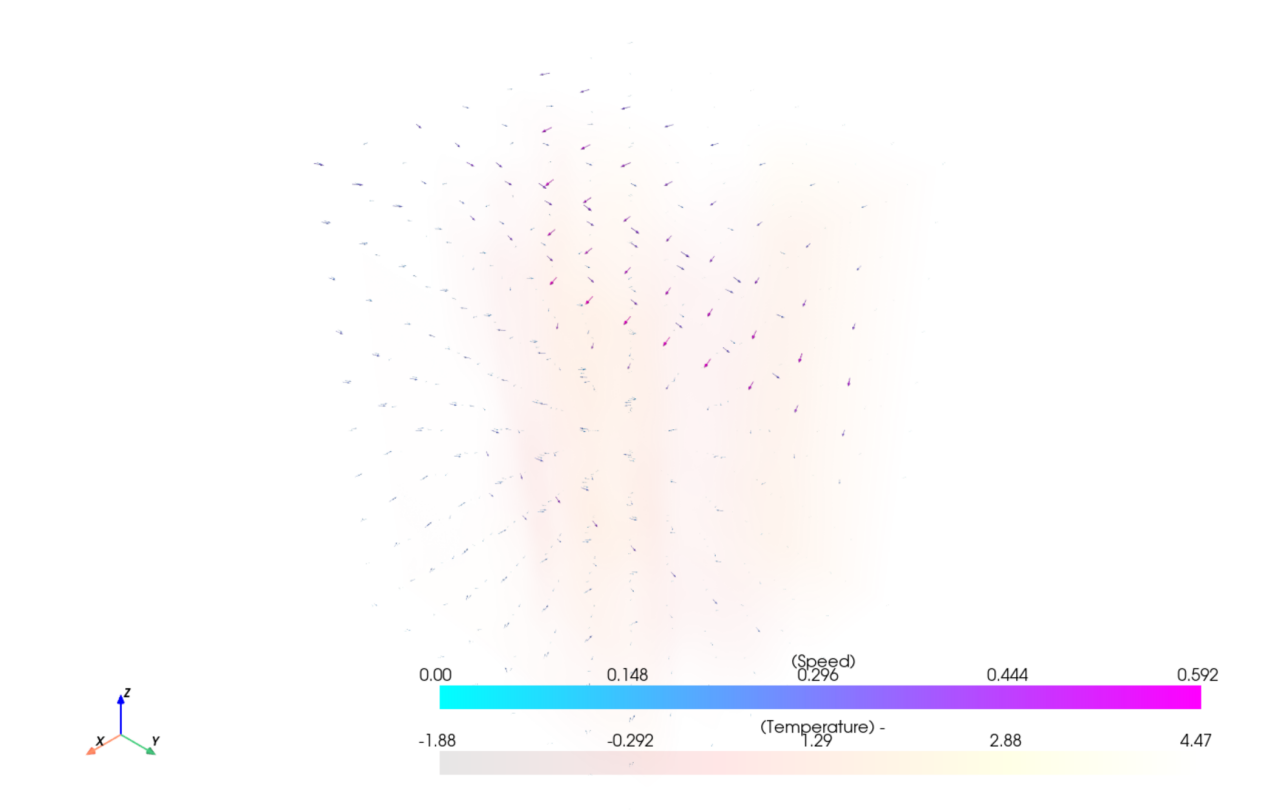 (Speed)
0.00 0.148 0.296 0.444 0.592
(Temperature) -
-1.88 -0.292 1.29 2.88 4.47
Z
X Y